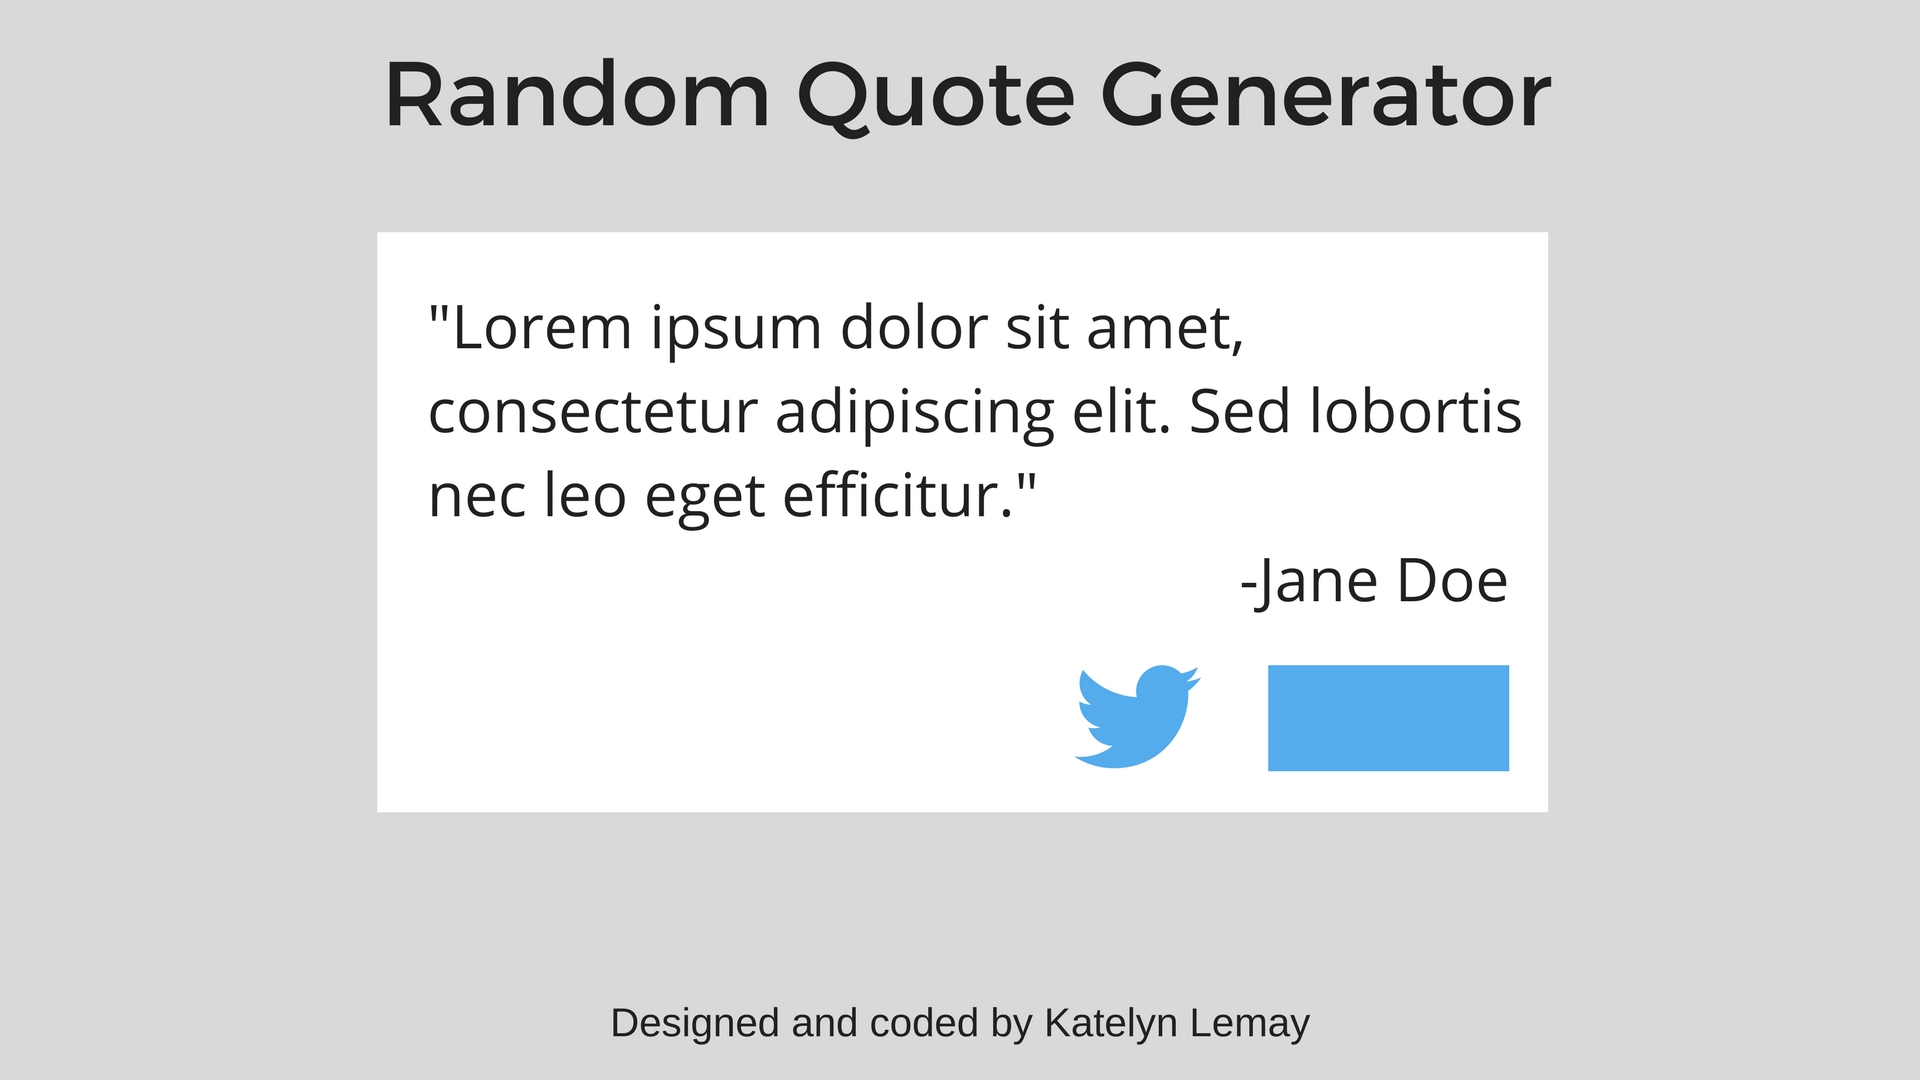 Random Quote Generator
"Lorem ipsum dolor sit amet,
consectetur adipiscing elit. Sed lobortis
nec leo eget efficitur."
-Jane Doe
Designed and coded by Katelyn Lemay